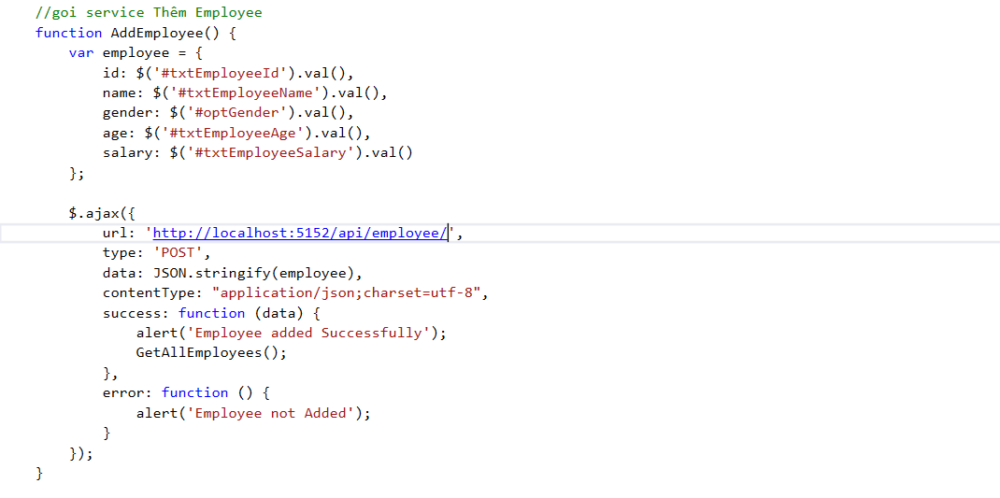 //goi service Thêm Employee
function AddEmployee() {
    var employee = {
        id: $('#txtEmployeeId').val(),
        name: $('#txtEmployeeName').val(),
        gender: $('#optGender').val(),
        age: $('#txtEmployeeAge').val(),
        salary: $('#txtEmployeeSalary').val()
    };

    $.ajax({
        url: 'http://localhost:5152/api/employee/',
        type: 'POST',
        data: JSON.stringify(employee),
        contentType: "application/json;charset=utf-8",
        success: function (data) {
            alert('Employee added Successfully');
            GetAllEmployees();
        },
        error: function () {
            alert('Employee not Added');
        }
    });
}